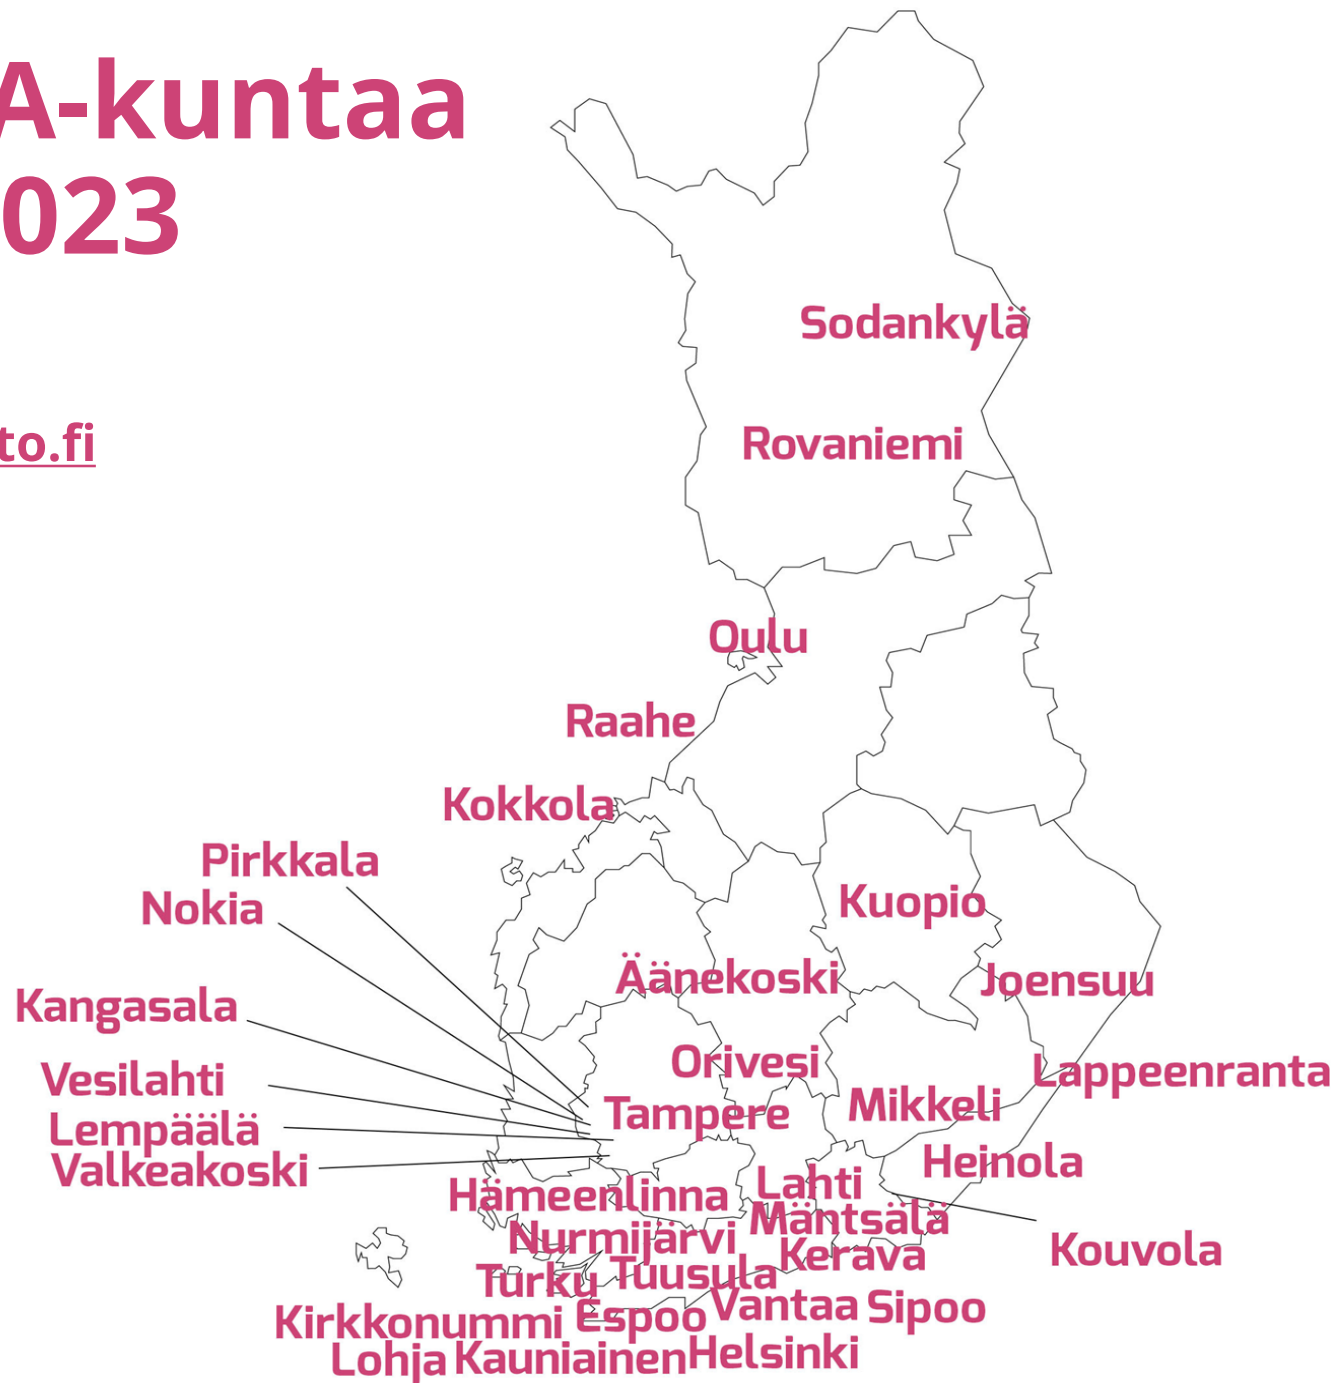 A-kuntaa
023
to.fi
Sodankylä
Rovaniemi
Oulu
Raahe
Kokkola
Pirkkala
Nokia
Kuopio
Äänekoski
Joensuu
Kangasala
Orivesi
Lappeenranta
Vesilahti
Tampere
Mikkeli
Lempäälä
Valkeakoski
Heinola
Hämeenlinna
Lahti
Mäntsälä
Nurmijärvi
Kerava
Kouvola
Turku
Tuusula
Vantaa
Sipoo
Kirkkonummi
Espoo
Lohja
Kauniainen
Helsinki